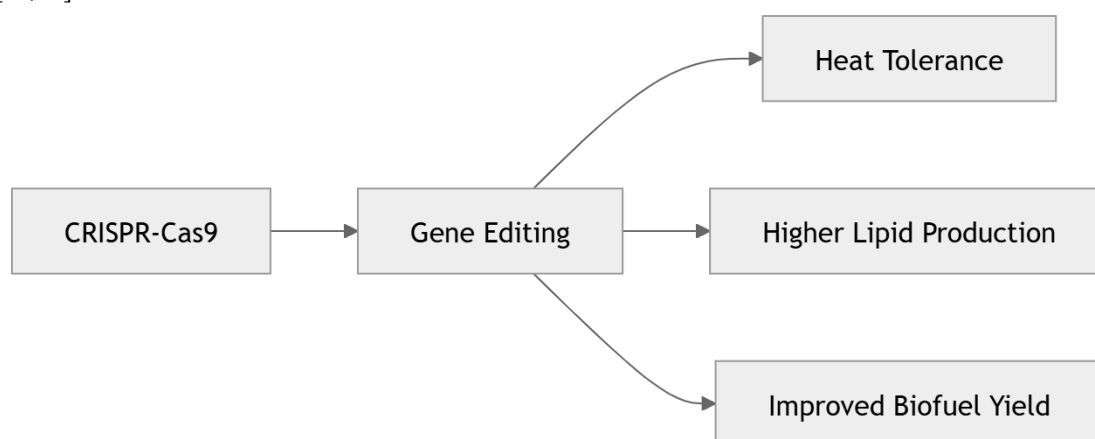 Heat Tolerance
CRISPR-Cas9
Gene Editing
Higher Lipid Production
Improved Biofuel Yield